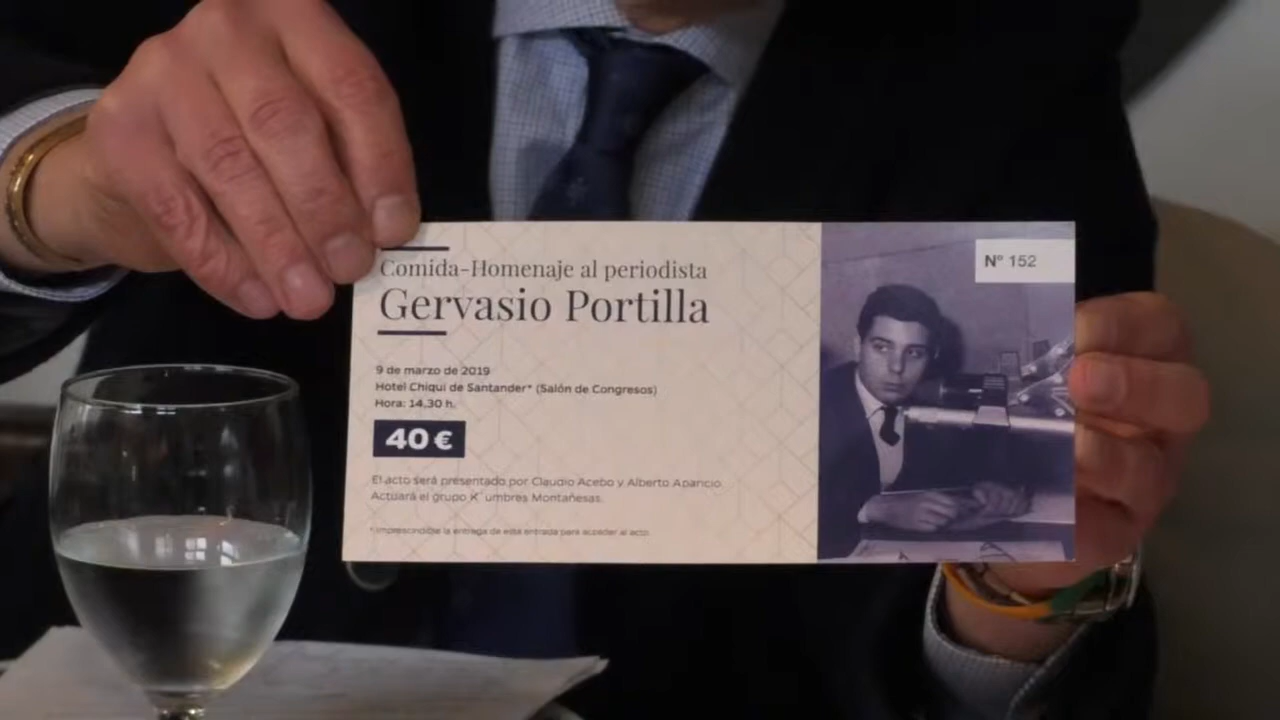 Comida-Homenaje al periodista
Gervasio Portilla
Nº 152
9 de marzo de 2019
Hotel Chiqui de Santander* (Salón de Congresos)
Hora: 14,30 h.
40 €
El acto será presentado por Claudio Acebo y Alberto Aparicio.
Actuará el grupo K´umbres Montañesas.
* Imprescindible la entrega de esta entrada para acceder al acto.